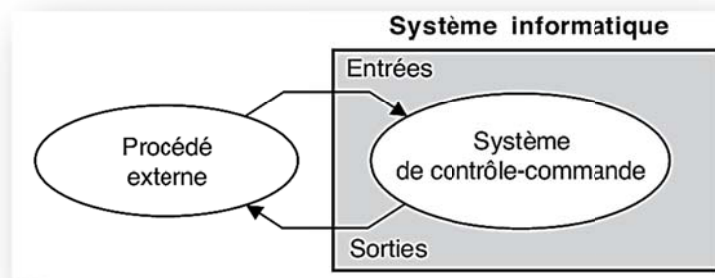 Système informatique
Entrées
Procédé
externe
Système
de contrôle-commande
Sorties